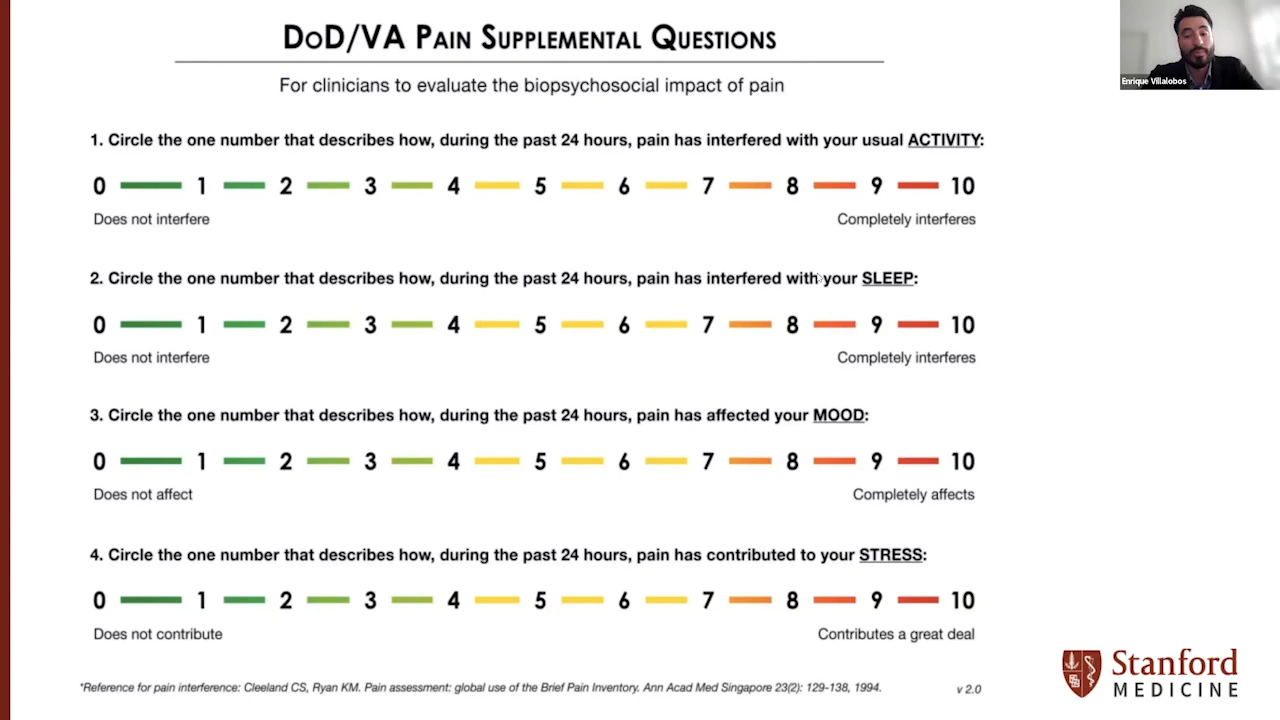 DoD/VA Pain Supplemental Questions
For clinicians to evaluate the biopsychosocial impact of pain
Enrique Villalobos
1. Circle the one number that describes how, during the past 24 hours, pain has interfered with your usual ACTIVITY:
0 1 2 3 4 5 6 7 8 9 10
Does not interfere Completely interferes
2. Circle the one number that describes how, during the past 24 hours, pain has interfered with your SLEEP:
0 1 2 3 4 5 6 7 8 9 10
Does not interfere Completely interferes
3. Circle the one number that describes how, during the past 24 hours, pain has affected your MOOD:
0 1 2 3 4 5 6 7 8 9 10
Does not affect Completely affects
4. Circle the one number that describes how, during the past 24 hours, pain has contributed to your STRESS:
0 1 2 3 4 5 6 7 8 9 10
Does not contribute Contributes a great deal
*Reference for pain interference: Cleeland CS, Ryan KM. Pain assessment: global use of the Brief Pain Inventory. Ann Acad Med Singapore 23(2): 129-138, 1994. v 2.0
Stanford
MEDICINE